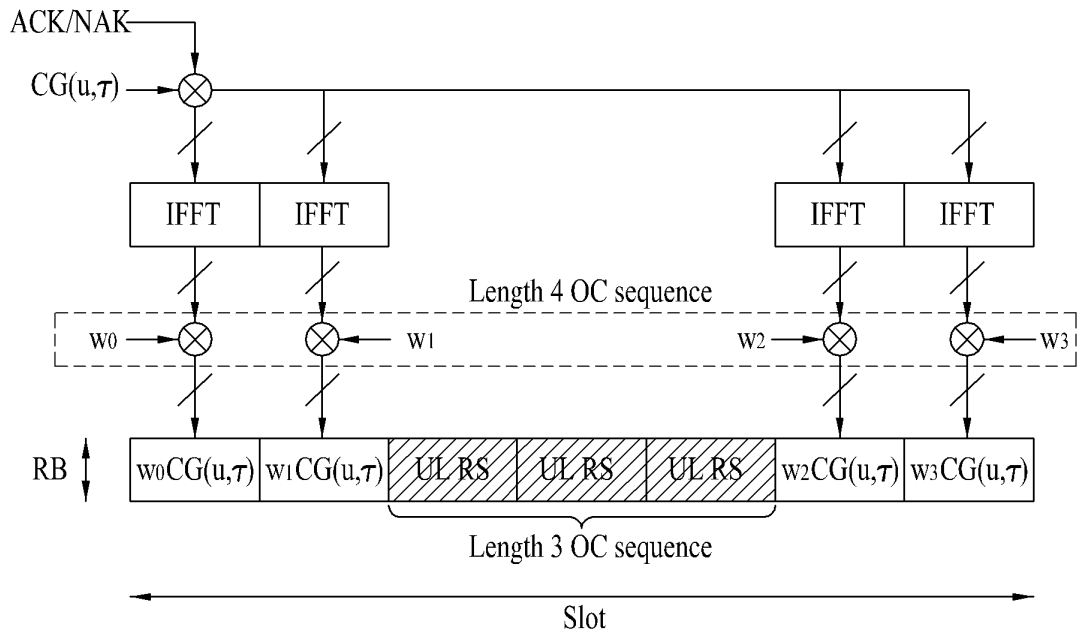 ACK/NAK
CG(u,τ)
IFFT IFFT IFFT IFFT
Length 4 OC sequence
w0 w1 w2 w3
RB w0CG(u,τ) w1CG(u,τ) UL RS UL RS UL RS w2CG(u,τ) w3CG(u,τ)
Length 3 OC sequence
Slot